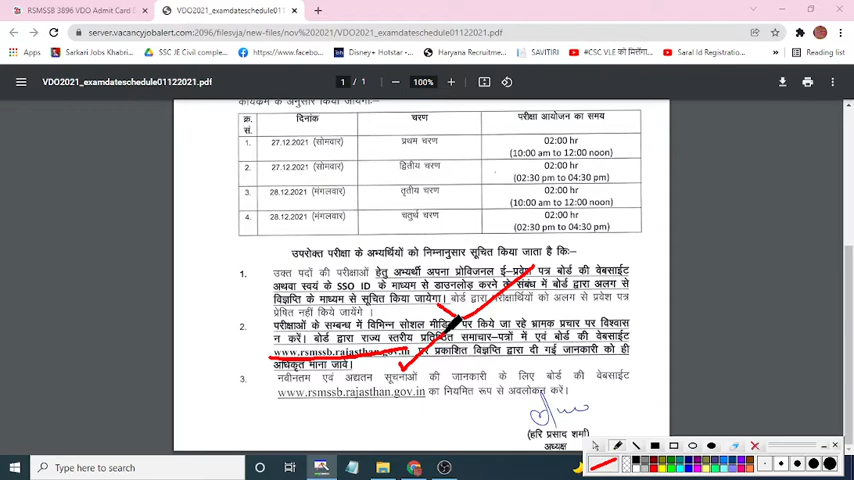 RSMSSB 3896 VDO Admit Card
VDO2021_examdateschedule01122021.pdf
server.vacancyjobalert.com:2096/filesvja/new-files/nov%202021/VDO2021_examdateschedule01122021.pdf
Apps
Sarkari Jobs Khabri...
SSC JE Civil complet...
https://www.facebo...
Disney+ Hotstar -...
Haryana Recruitme...
SAVITIRI
#CSC VLE को मिलेगा...
Saral Id Registratio...
Reading list
VDO2021_examdateschedule01122021.pdf
1 / 1
100%
कार्यक्रम के अनुसार किया जायेगाः–
क्र. सं.
दिनांक
चरण
परीक्षा आयोजन का समय
1.
27.12.2021 (सोमवार)
प्रथम चरण
02:00 hr
(10:00 am to 12:00 noon)
2.
27.12.2021 (सोमवार)
द्वितीय चरण
02:00 hr
(02:30 pm to 04:30 pm)
3.
28.12.2021 (मंगलवार)
तृतीय चरण
02:00 hr
(10:00 am to 12:00 noon)
4.
28.12.2021 (मंगलवार)
चतुर्थ चरण
02:00 hr
(02:30 pm to 04:30 pm)
उपरोक्त परीक्षा के अभ्यर्थियों को निम्नानुसार सूचित किया जाता है किः–
1. उक्त पदों की परीक्षाओं हेतु अभ्यर्थी अपना प्रोविजनल ई-प्रवेश पत्र बोर्ड की वेबसाईट
अथवा स्वयं के SSO ID के माध्यम से डाउनलोड करने के संबंध में बोर्ड द्वारा अलग से
विज्ञप्ति के माध्यम से सूचित किया जायेगा। बोर्ड द्वारा परीक्षार्थियों को अलग से प्रवेश पत्र
प्रेषित नहीं किये जायेंगे ।
2. परीक्षाओं के सम्बन्ध में विभिन्न सोशल मीडिया पर किये जा रहे भ्रामक प्रचार पर विश्वास
न करें। बोर्ड द्वारा राज्य स्तरीय प्रतिष्ठित समाचार-पत्रों में एवं बोर्ड की वेबसाईट
www.rsmssb.rajasthan.gov.in पर प्रकाशित विज्ञप्ति द्वारा दी गई जानकारी को ही
अधिकृत माना जावे।
3. नवीनतम एवं अद्यतन सूचनाओं की जानकारी के लिए बोर्ड की वेबसाईट
www.rsmssb.rajasthan.gov.in का नियमित रूप से अवलोकन करें।
(हरि प्रसाद शर्मा)
अध्यक्ष
Type here to search